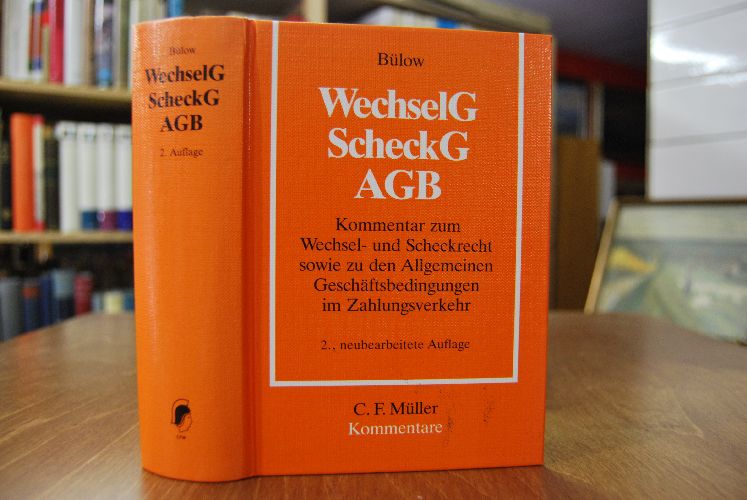 Bülow
WechselG
ScheckG
AGB
2. Auflage
Bülow
WechselG
ScheckG
AGB
Kommentar zum
Wechsel- und Scheckrecht
sowie zu den Allgemeinen
Geschäftsbedingungen
im Zahlungsverkehr
2., neubearbeitete Auflage
C. F. Müller
Kommentare